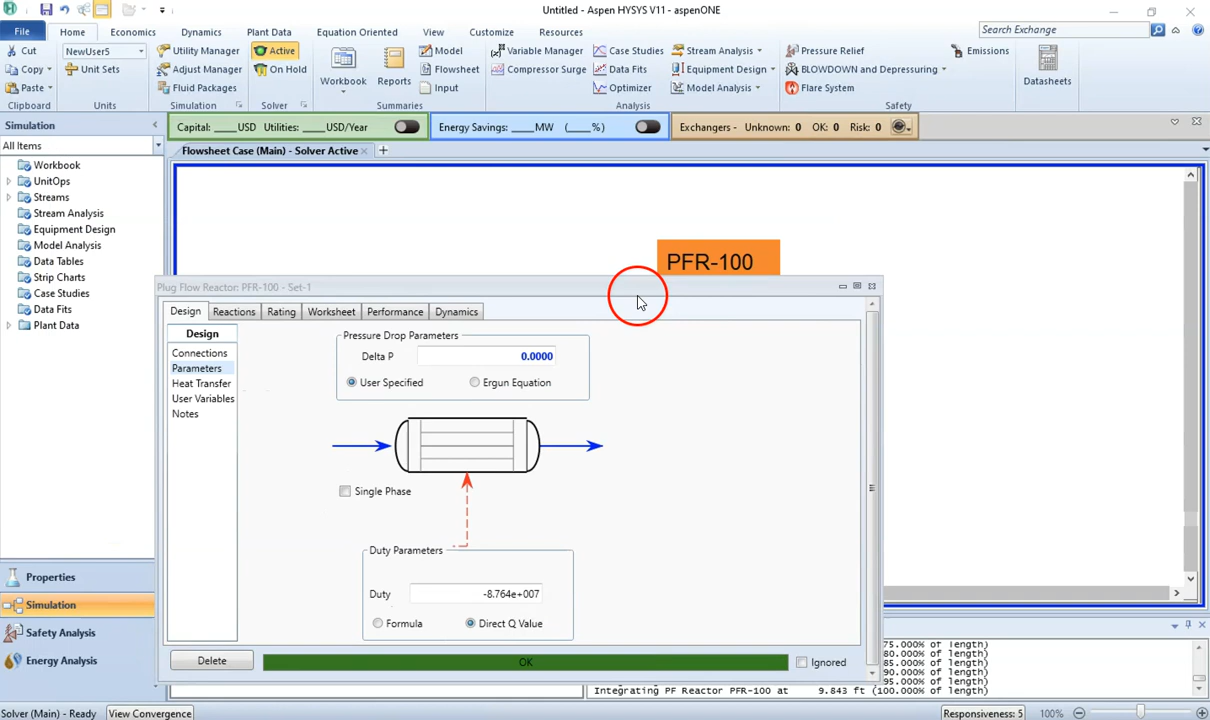 Untitled - Aspen HYSYS V11 - aspenONE
File Home Economics Dynamics Plant Data Equation Oriented View Customize Resources Search Exchange
Cut NewUser5 Utility Manager Active Model Variable Manager Case Studies Stream Analysis Pressure Relief Emissions
Copy Unit Sets Adjust Manager On Hold Workbook Reports Flowsheet Compressor Surge Data Fits Equipment Design BLOWDOWN and Depressuring Datasheets
Paste Fluid Packages Input Optimizer Model Analysis Flare System
Clipboard Units Simulation Solver Summaries Analysis Safety
Simulation Capital: ____USD Utilities: ____USD/Year Energy Savings: ____MW (____%) Exchangers - Unknown: 0 OK: 0 Risk: 0
All Items Flowsheet Case (Main) - Solver Active
Workbook
UnitOps
Streams
Stream Analysis
Equipment Design
Model Analysis
Data Tables
Strip Charts
Case Studies
Data Fits
Plant Data
Properties
Simulation
Safety Analysis
Energy Analysis
PFR-100
Plug Flow Reactor: PFR-100 - Set-1
Design Reactions Rating Worksheet Performance Dynamics
Design
Connections
Parameters
Heat Transfer
User Variables
Notes
Pressure Drop Parameters
Delta P 0.0000
User Specified Ergun Equation
Single Phase
Duty Parameters
Duty -8.764e+007
Formula Direct Q Value
Delete OK Ignored
75.000% of length)
80.000% of length)
85.000% of length)
90.000% of length)
95.000% of length)
Integrating PF Reactor PFR-100 at 9.843 ft (100.000% of length)
Solver (Main) - Ready View Convergence Responsiveness: 5 100%